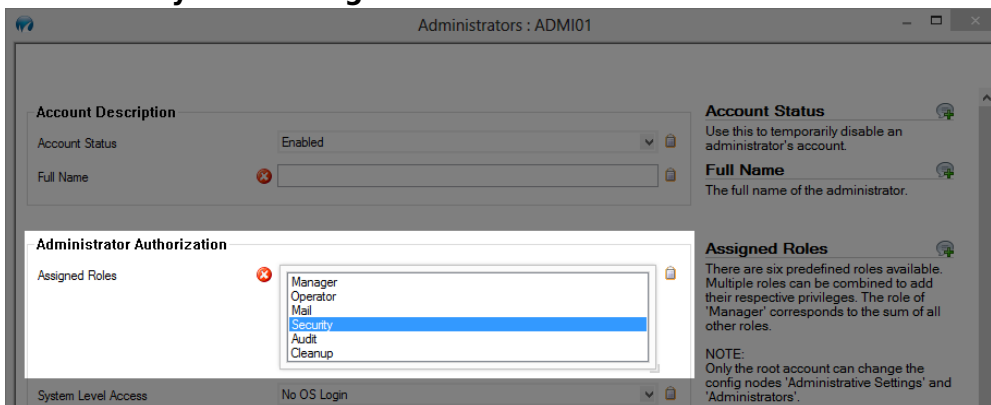 Administrators : ADMI01
Account Description
Account Status
Enabled
Full Name
Account Status
Use this to temporarily disable an
administrator's account.
Full Name
The full name of the administrator.
Administrator Authorization
Assigned Roles
Manager
Operator
Mail
Security
Audit
Cleanup
System Level Access
No OS Login
Assigned Roles
There are six predefined roles available.
Multiple roles can be combined to add
their respective privileges. The role of
'Manager' corresponds to the sum of all
other roles.
NOTE:
Only the root account can change the
config nodes 'Administrative Settings' and
'Administrators'.